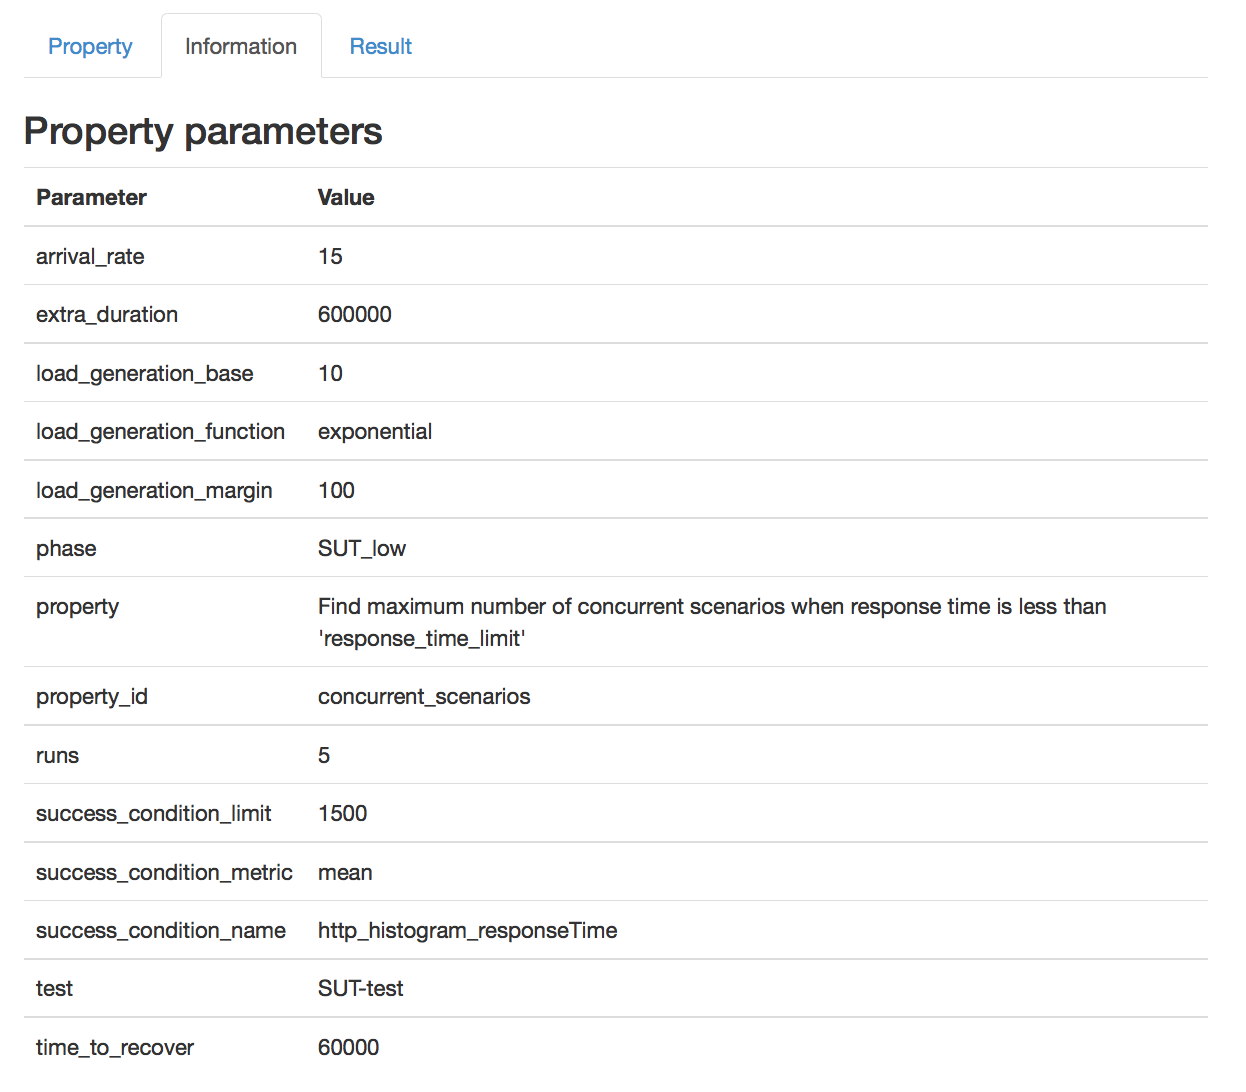 Property Information Result
Property parameters
Parameter Value
arrival_rate 15
extra_duration 600000
load_generation_base 10
load_generation_function exponential
load_generation_margin 100
phase SUT_low
property Find maximum number of concurrent scenarios when response time is less than
'response_time_limit'
property_id concurrent_scenarios
runs 5
success_condition_limit 1500
success_condition_metric mean
success_condition_name http_histogram_responseTime
test SUT-test
time_to_recover 60000